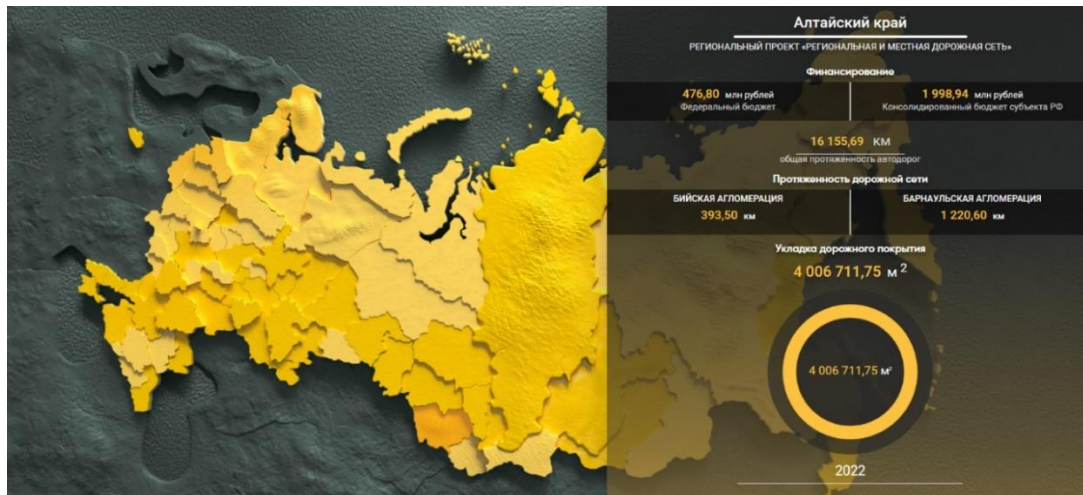 Алтайский край
РЕГИОНАЛЬНЫЙ ПРОЕКТ «РЕГИОНАЛЬНАЯ И МЕСТНАЯ ДОРОЖНАЯ СЕТЬ»
Финансирование
476,80 млн рублей
Федеральный бюджет
1 998,94 млн рублей
Консолидированный бюджет субъекта РФ
16 155,69 КМ
общая протяженность автодорог
Протяженность дорожной сети
БИЙСКАЯ АГЛОМЕРАЦИЯ
393,50 км
БАРНАУЛЬСКАЯ АГЛОМЕРАЦИЯ
1 220,60 км
Укладка дорожного покрытия
4 006 711,75 м 2
4 006 711,75 м²
2022